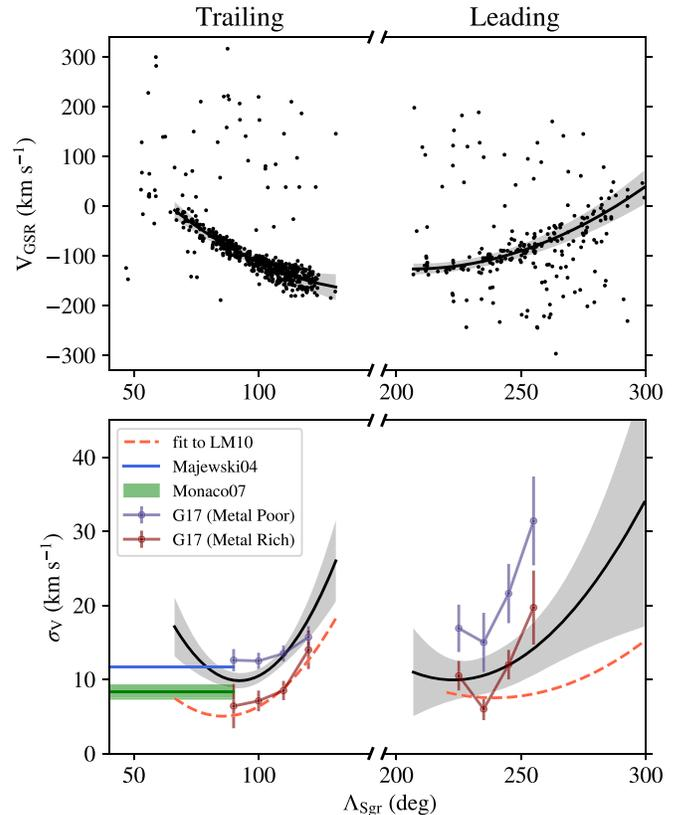 Trailing Leading
300
200
100
0
−100
−200
−300
V_GSR (km s⁻¹)
50 100 200 250 300
fit to LM10
Majewski04
Monaco07
G17 (Metal Poor)
G17 (Metal Rich)
40
30
20
10
0
σ_V (km s⁻¹)
50 100 200 250 300
Λ_Sgr (deg)